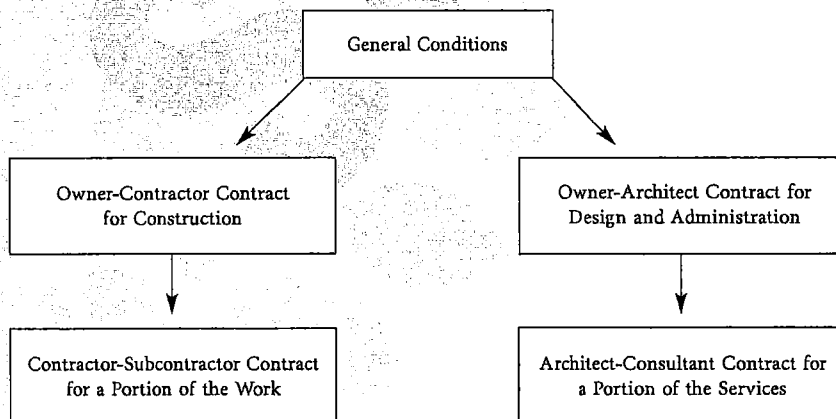 General Conditions
Owner-Contractor Contract
for Construction
Owner-Architect Contract for
Design and Administration
Contractor-Subcontractor Contract
for a Portion of the Work
Architect-Consultant Contract for
a Portion of the Services